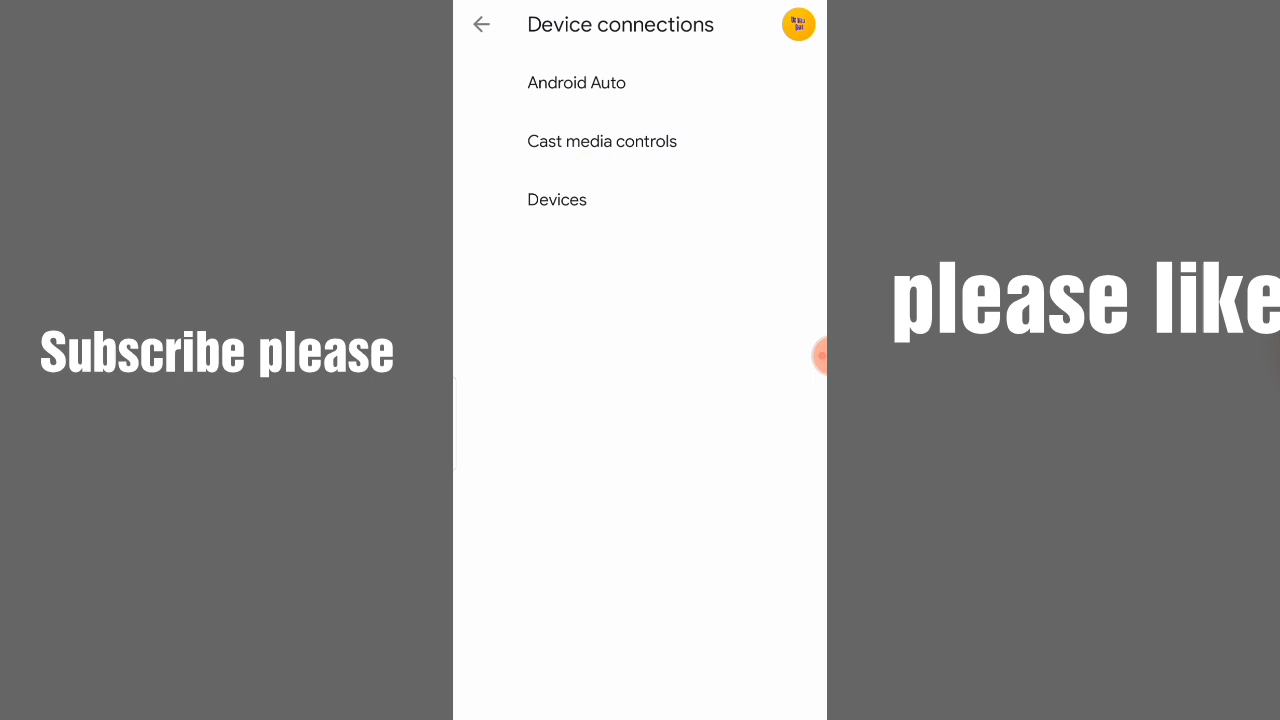 Device connections
Android Auto
Cast media controls
Devices
Subscribe please
please like